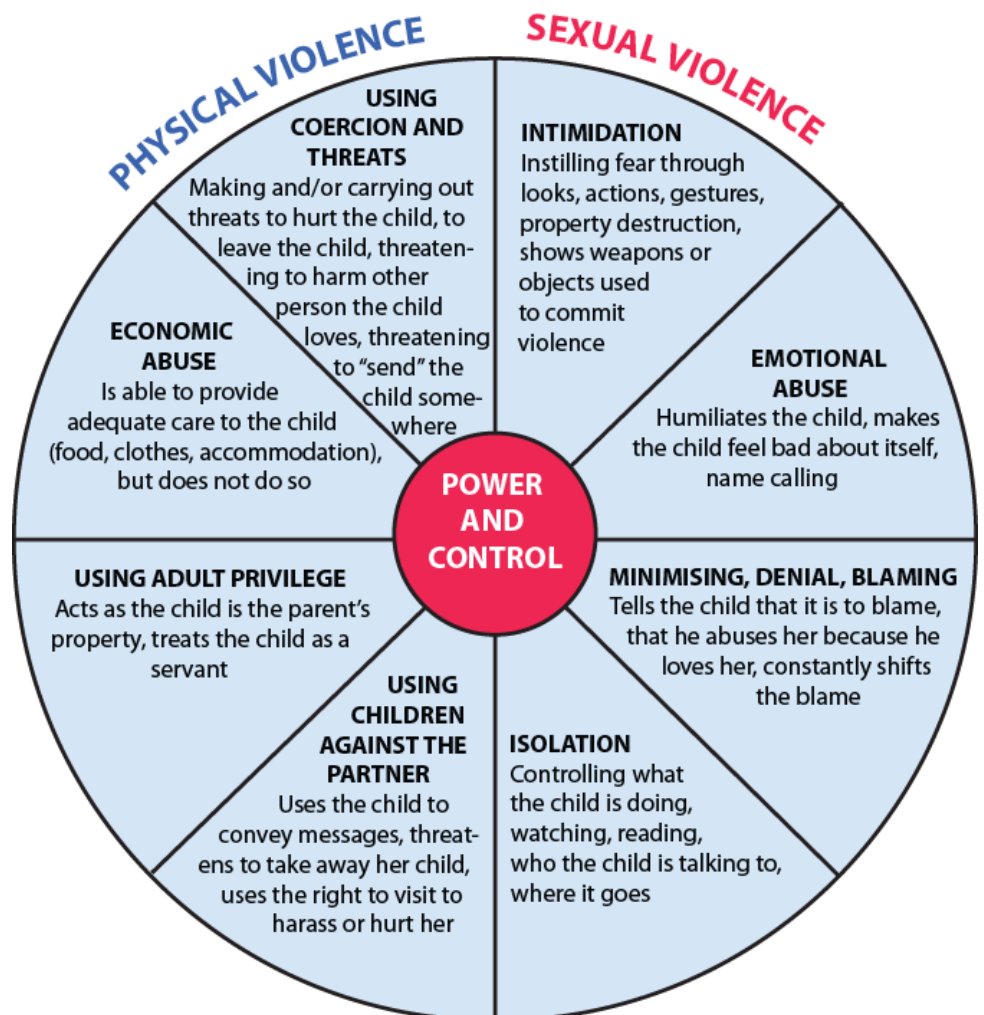 PHYSICAL VIOLENCE
SEXUAL VIOLENCE
USING
COERCION AND
THREATS
Making and/or carrying out
threats to hurt the child, to
leave the child, threaten-
ing to harm other
person the child
loves, threatening
to “send” the
child some-
where
INTIMIDATION
Instilling fear through
looks, actions, gestures,
property destruction,
shows weapons or
objects used
to commit
violence
ECONOMIC
ABUSE
Is able to provide
adequate care to the child
(food, clothes, accommodation),
but does not do so
EMOTIONAL
ABUSE
Humiliates the child, makes
the child feel bad about itself,
name calling
POWER
AND
CONTROL
USING ADULT PRIVILEGE
Acts as the child is the parent’s
property, treats the child as a
servant
MINIMISING, DENIAL, BLAMING
Tells the child that it is to blame,
that he abuses her because he
loves her, constantly shifts
the blame
USING
CHILDREN
AGAINST THE
PARTNER
Uses the child to
convey messages, threat-
ens to take away her child,
uses the right to visit to
harass or hurt her
ISOLATION
Controlling what
the child is doing,
watching, reading,
who the child is talking to,
where it goes